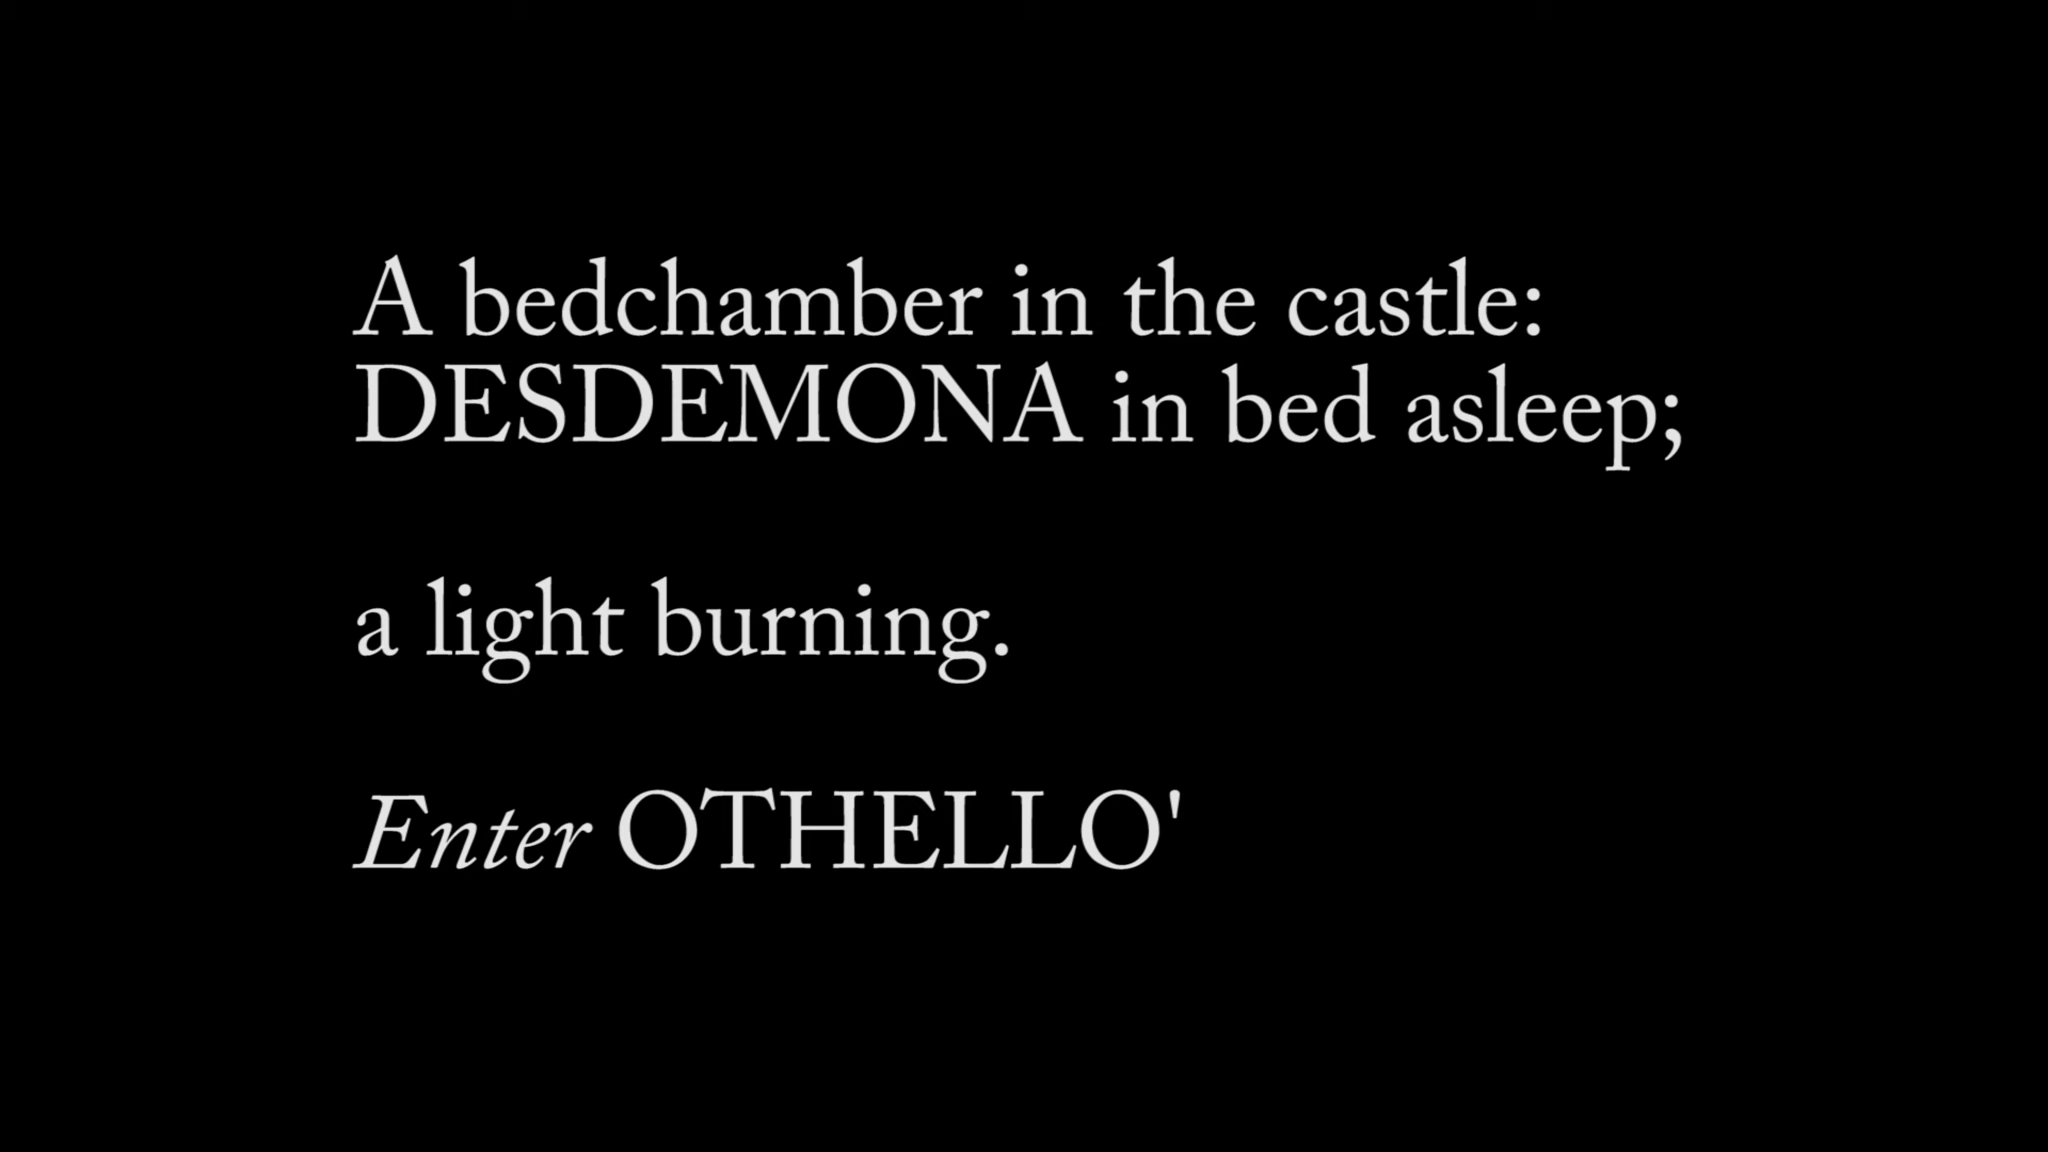 A bedchamber in the castle:
DESDEMONA in bed asleep;
a light burning.
Enter OTHELLO'